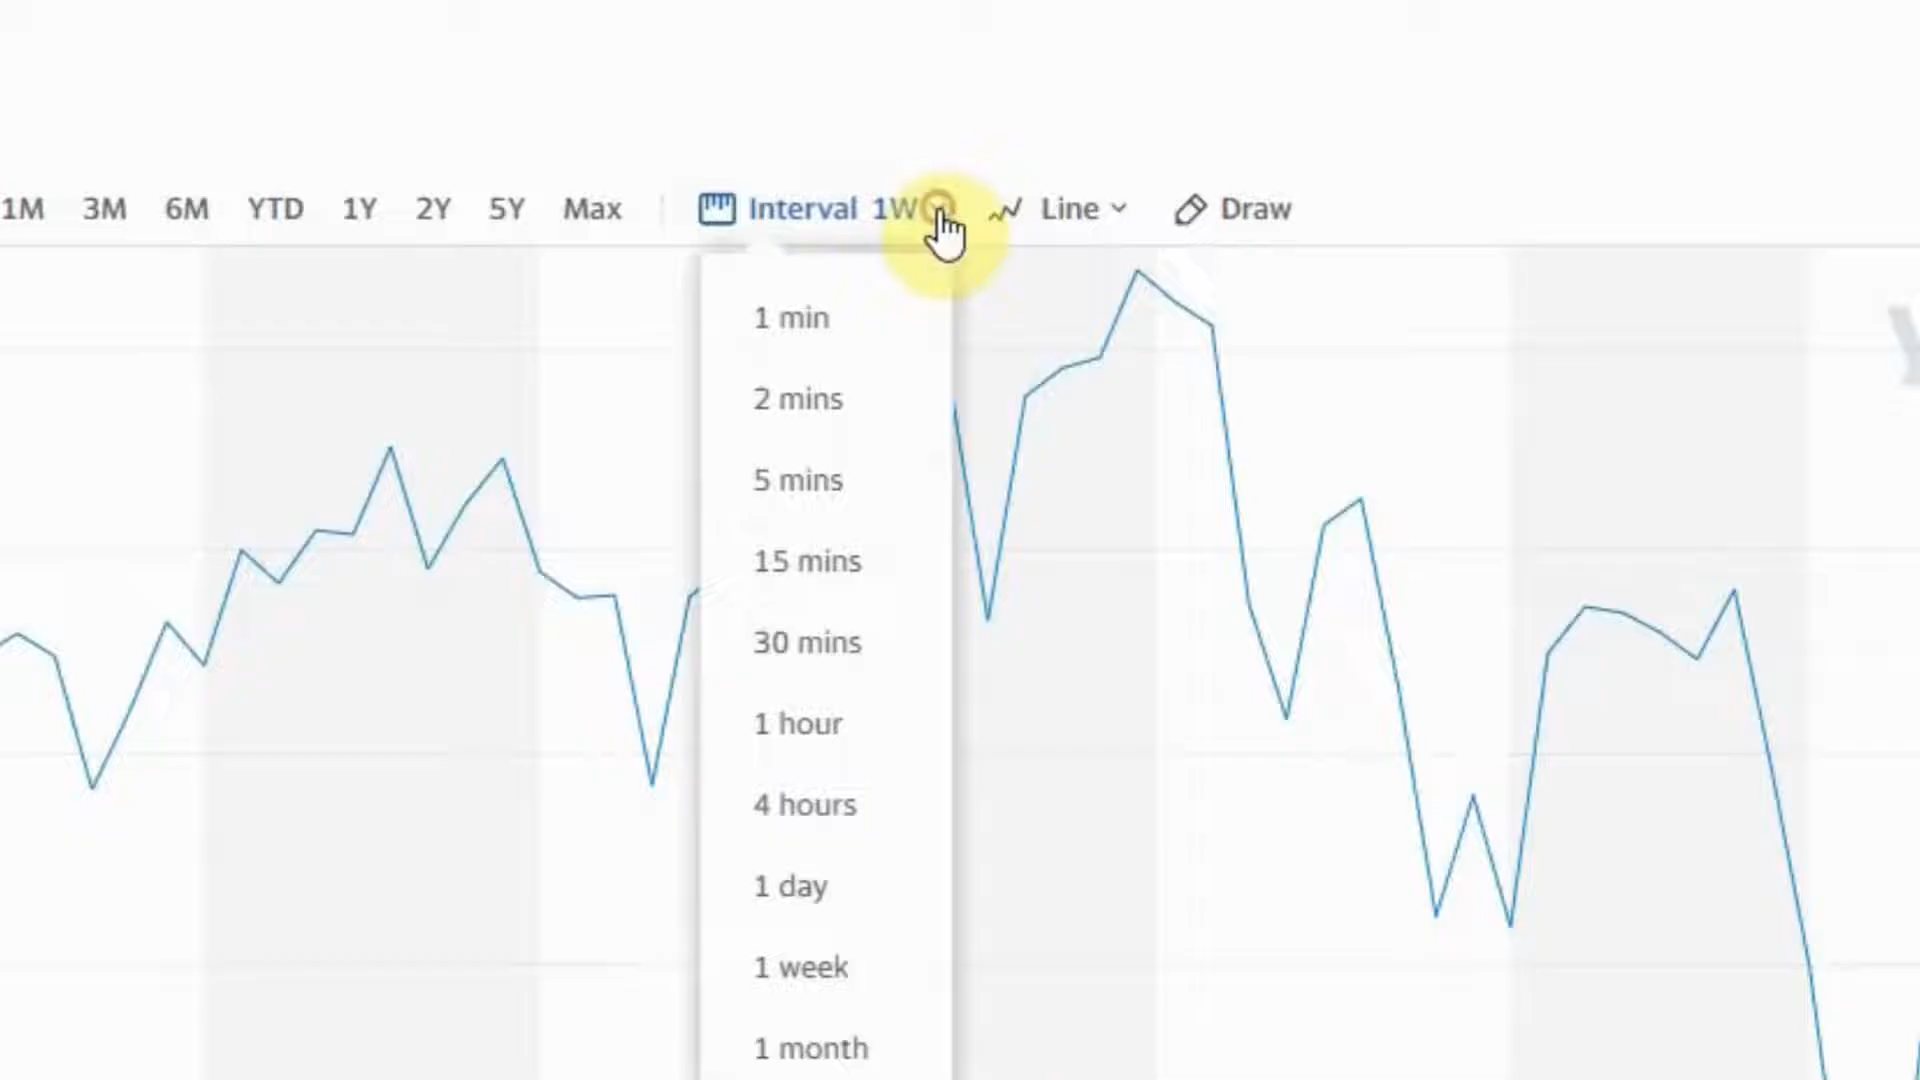 1M 3M 6M YTD 1Y 2Y 5Y Max Interval 1W Line Draw
1 min
2 mins
5 mins
15 mins
30 mins
1 hour
4 hours
1 day
1 week
1 month